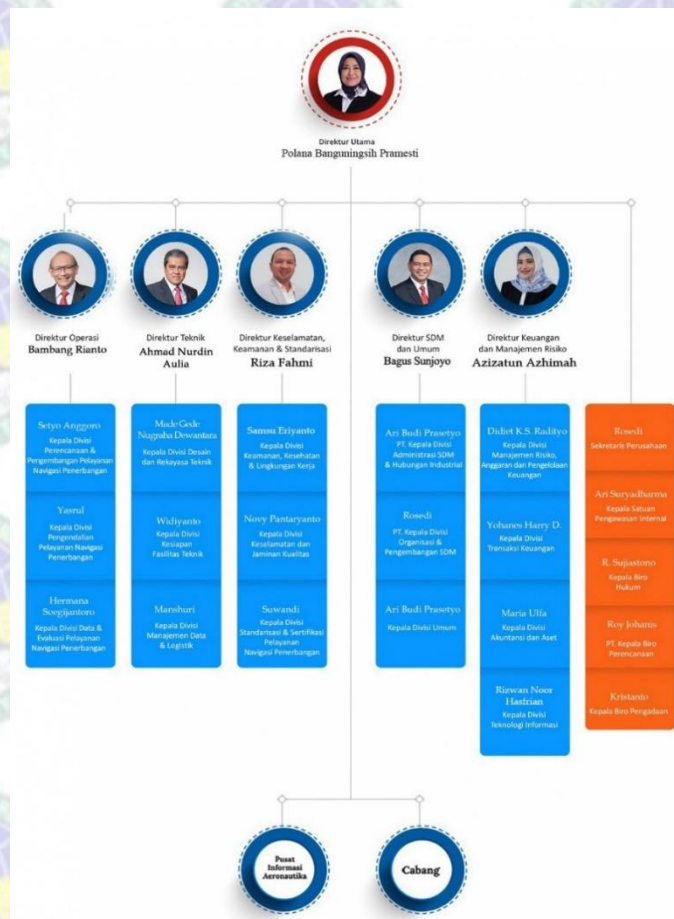 Direktur Utama
Polana Banguningsih Pramesti
Direktur Operasi
Bambang Rianto
Direktur Teknik
Ahmad Nurdin
Aulia
Direktur Keselamatan,
Keamanan & Standarisasi
Riza Fahmi
Direktur SDM
dan Umum
Bagus Sunjoyo
Direktur Keuangan
dan Manajemen Risiko
Azizatun Azhimah
Setyo Anggoro
Kepala Divisi
Perencanaan &
Pengembangan Pelayanan
Navigasi Penerbangan
Yasrul
Kepala Divisi
Pengendalian
Pelayanan Navigasi
Penerbangan
Hermana
Soegijantoro
Kepala Divisi Data &
Evaluasi Pelayanan
Navigasi Penerbangan
Made Gede
Nugraha Dewantara
Kepala Divisi Desain
dan Rekayasa Teknik
Widiyanto
Kepala Divisi
Kesiapan
Fasilitas Teknik
Manshuri
Kepala Divisi
Manajemen Data
& Logistik
Samsu Eriyanto
Kepala Divisi
Keamanan, Kesehatan
& Lingkungan Kerja
Novy Pantaryanto
Kepala Divisi
Keselamatan dan
Jaminan Kualitas
Suwandi
Kepala Divisi
Standarisasi & Sertifikasi
Pelayanan
Navigasi Penerbangan
Ari Budi Prasetyo
PT. Kepala Divisi
Administrasi SDM
& Hubungan Industrial
Rosedi
PT. Kepala Divisi
Organisasi &
Pengembangan SDM
Ari Budi Prasetyo
Kepala Divisi Umum
Didiet K.S. Radityo
Kepala Divisi
Manajemen Risiko,
Anggaran dan Pengelolaan
Keuangan
Yohanes Harry D.
Kepala Divisi
Transaksi Keuangan
Maria Ulfa
Kepala Divisi
Akuntansi dan Aset
Rizwan Noor
Hasfrian
Kepala Divisi
Teknologi Informasi
Rosedi
Sekretaris Perusahaan
Ari Suryadharma
Kepala Satuan
Pengawasan Internal
R. Sujiastono
Kepala Biro
Hukum
Roy Johanes
PT. Kepala Biro
Perencanaan
Kristanto
Kepala Biro Pengadaan
Pusat
Informasi
Aeronautika
Cabang